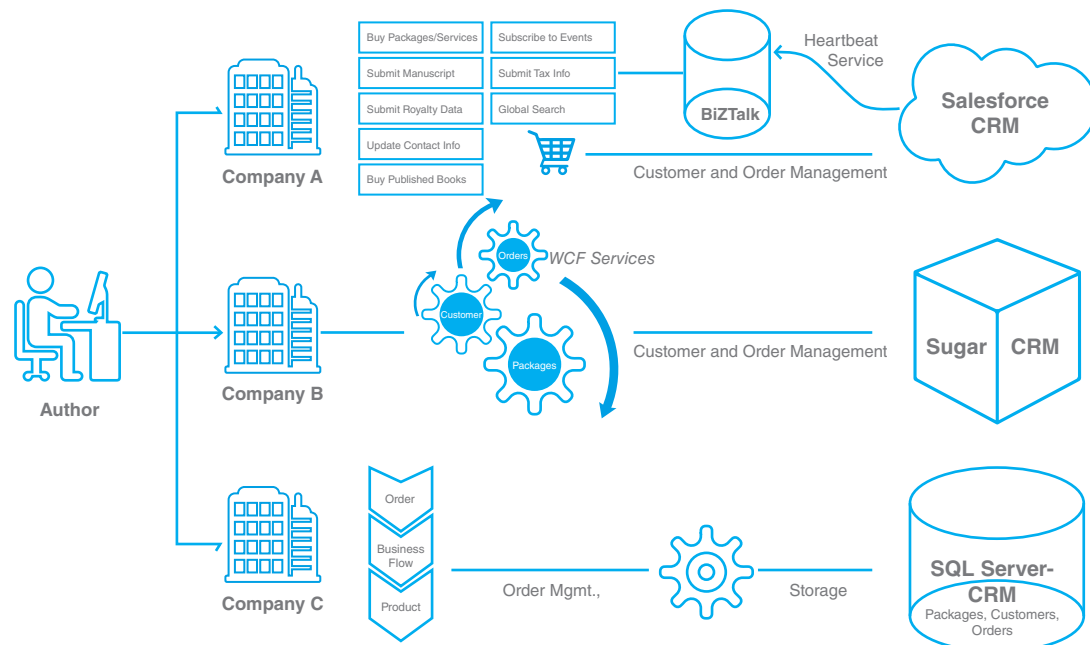 Buy Packages/Services
Subscribe to Events
Submit Manuscript
Submit Tax Info
Submit Royalty Data
Global Search
Update Contact Info
Buy Published Books
BiZTalk
Heartbeat
Service
Salesforce
CRM
Company A
Customer and Order Management
Orders
WCF Services
Customer
Packages
Customer and Order Management
Sugar
CRM
Author
Company B
Order
Business
Flow
Product
Order Mgmt.,
Storage
SQL Server-
CRM
Packages, Customers,
Orders
Company C